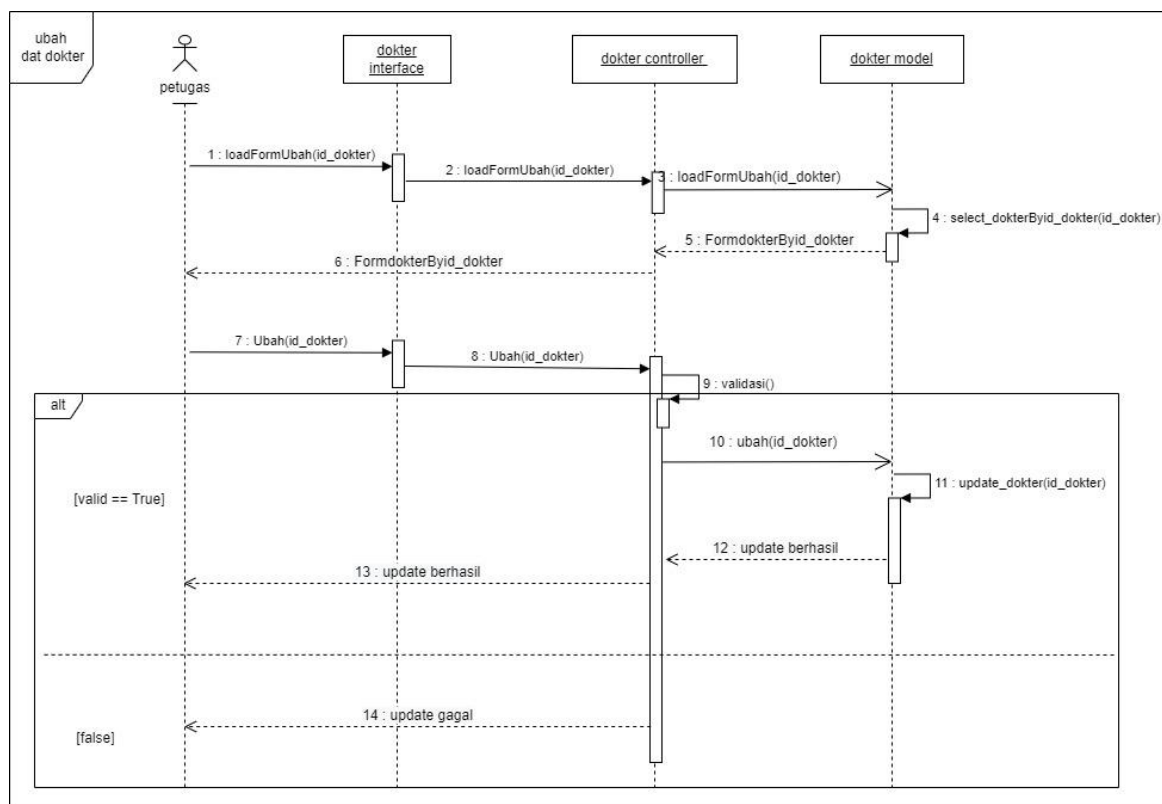 ubah
dat dokter
petugas
dokter
interface
dokter controller
dokter model
1 : loadFormUbah(id_dokter)
2 : loadFormUbah(id_dokter)
3 : loadFormUbah(id_dokter)
4 : select_dokterByid_dokter(id_dokter)
5 : FormdokterByid_dokter
6 : FormdokterByid_dokter
7 : Ubah(id_dokter)
8 : Ubah(id_dokter)
9 : validasi()
alt
10 : ubah(id_dokter)
11 : update_dokter(id_dokter)
[valid == True]
12 : update berhasil
13 : update berhasil
14 : update gagal
[false]